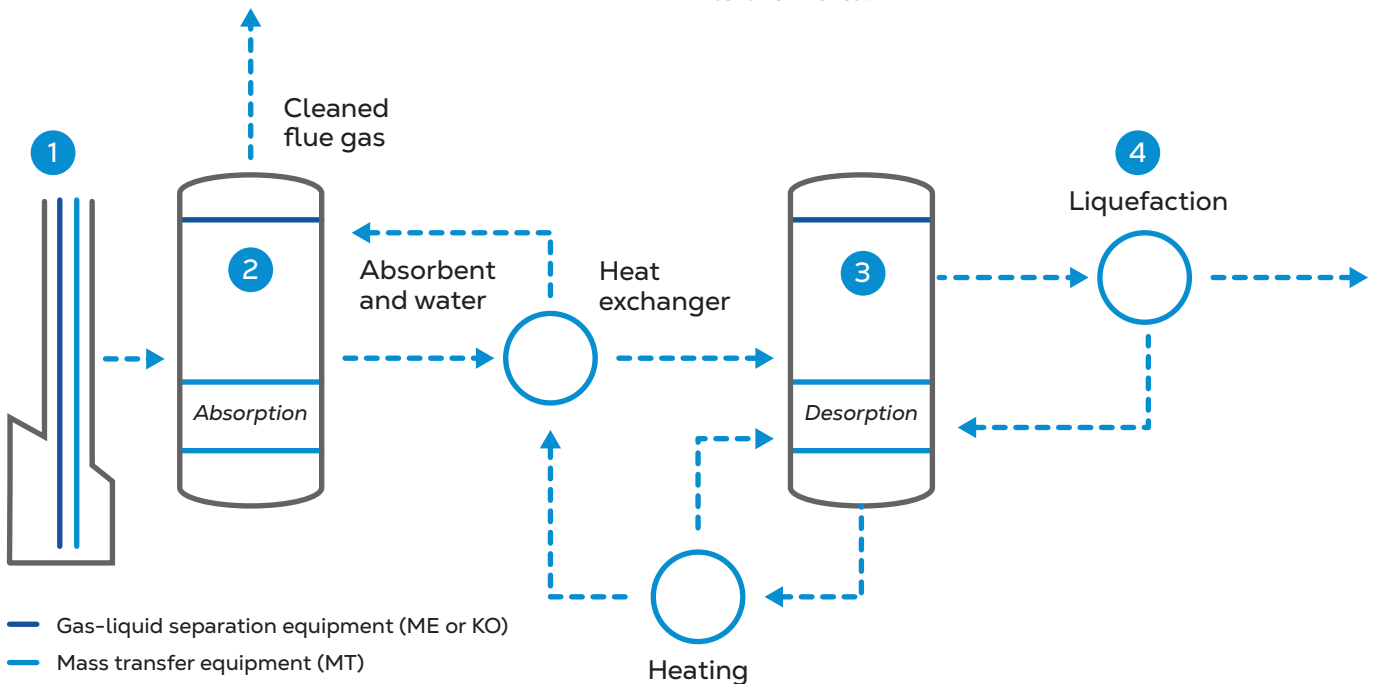 Cleaned
flue gas
1
4
Liquefaction
2
Absorbent
and water
Heat
exchanger
3
Absorption
Desorption
Gas-liquid separation equipment (ME or KO)
Mass transfer equipment (MT)
Heating